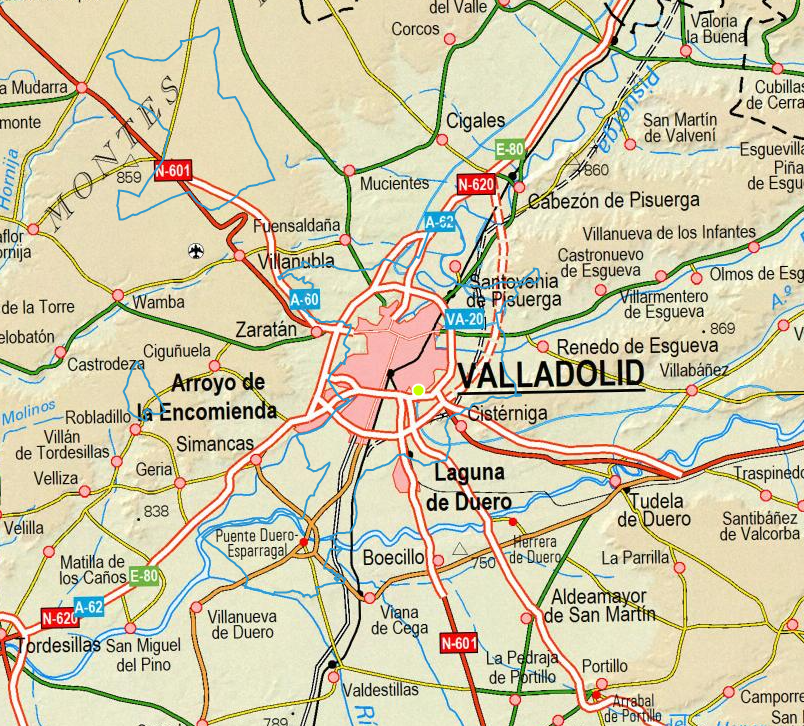 del Valle
Corcos
Valoria
la Buena
a Mudarra
MONTES
Cubillas
de Cerra
monte
Cigales
San Martín
de Valvení
Pisuerga
E-80
Esguevilla
Piña
de Esgu
Hornija
859
N-601
Mucientes
N-620
860
Cabezón de Pisuerga
aflor
ornija
Fuensaldaña
A-62
Villanueva de los Infantes
Villanubla
Castronuevo
de Esgueva
Santovenia
de Pisuerga
Olmos de Esg
de la Torre
Wamba
A-60
Villarmentero
de Esgueva
A.º
VA-20
869
elobatón
Zaratán
Renedo de Esgueva
Castrodeza
Ciguñuela
VALLADOLID
Villabáñez
Arroyo de
la Encomienda
Molinos
Robladillo
Cistérniga
Villán
de Tordesillas
Simancas
Velliza
Geria
Laguna
de Duero
Traspinedo
838
Tudela
de Duero
Velilla
Santibáñez
de Valcorba
Puente Duero-
Esparragal
Herrera
de Duero
Matilla de
los Caños
E-80
Boecillo
750
La Parrilla
N-620
A-62
Villanueva
de Duero
Viana
de Cega
Aldeamayor
de San Martín
Tordesillas
San Miguel
del Pino
N-601
La Pedraja
de Portillo
Portillo
Valdestillas
Camporre
San
Arrabal
de Portillo
789